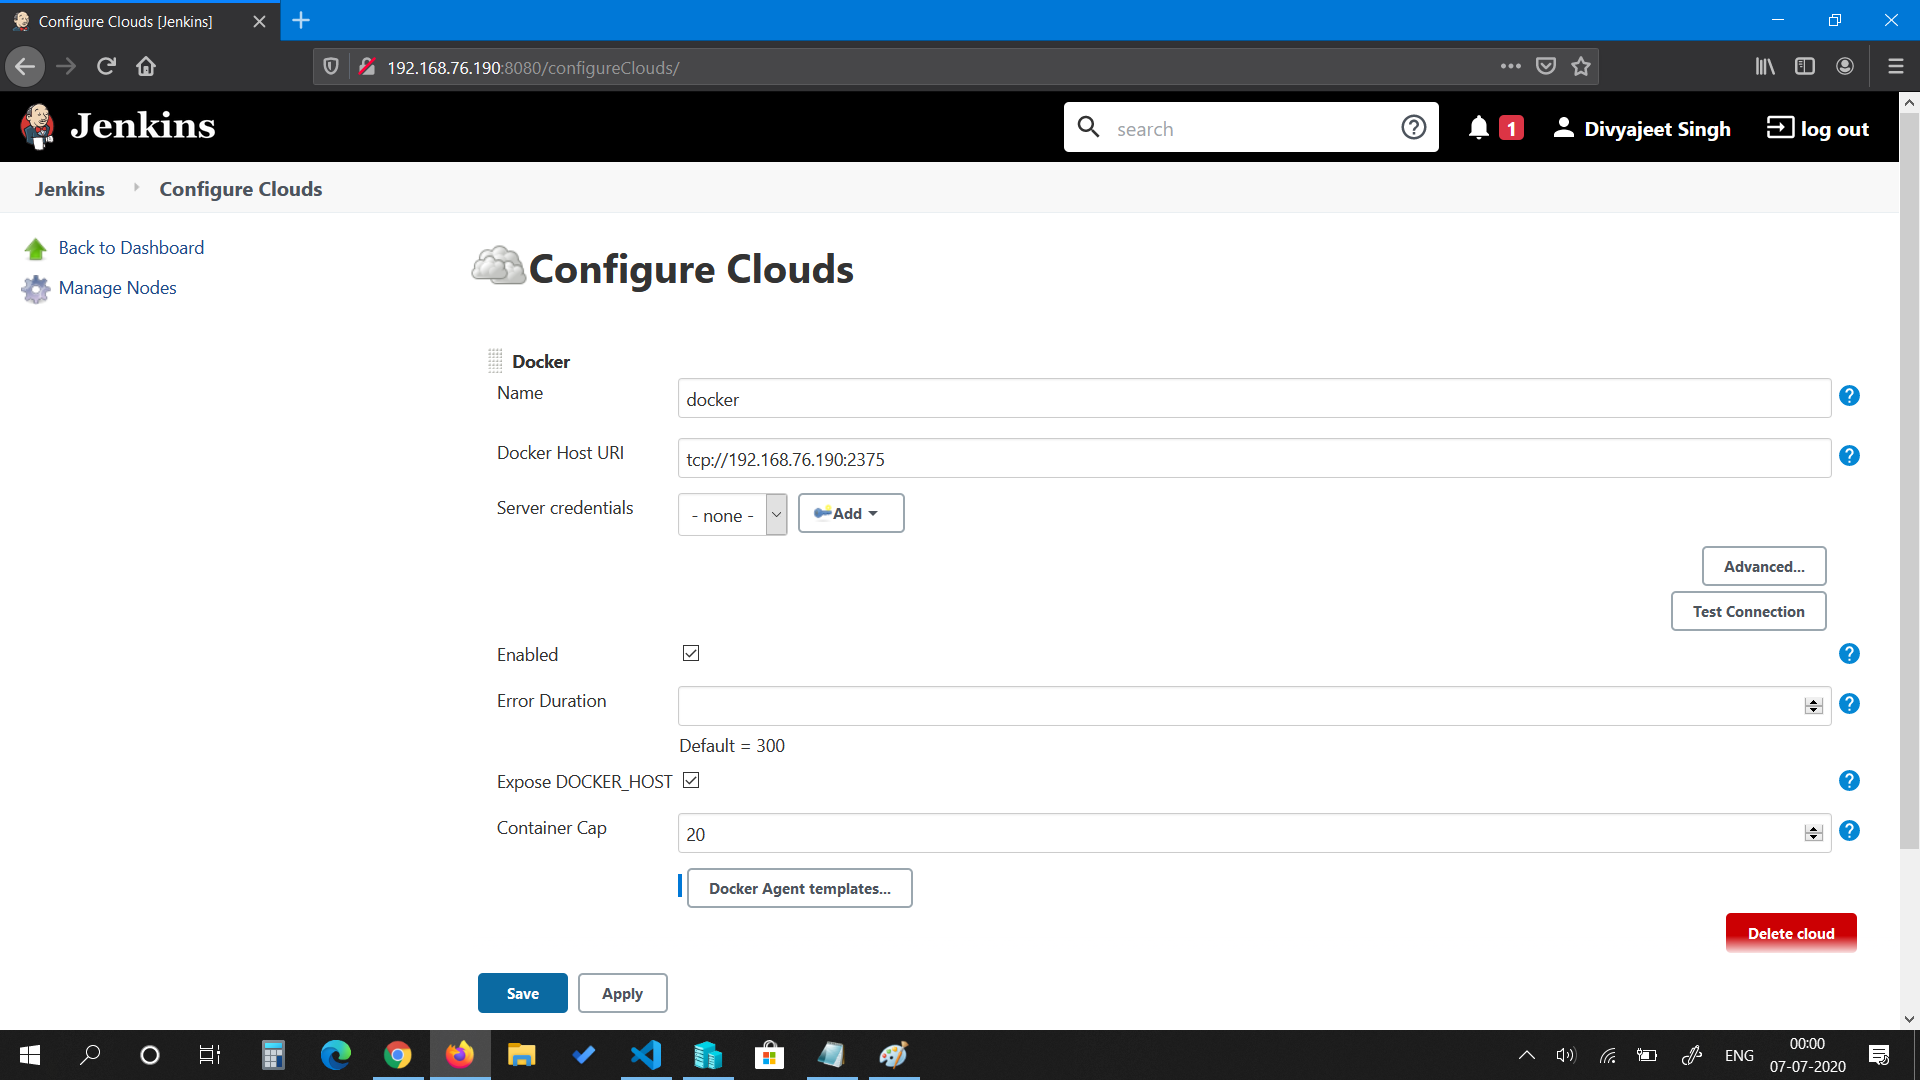 Configure Clouds [Jenkins]
192.168.76.190:8080/configureClouds/
Jenkins
search
1
Divyajeet Singh
log out
Jenkins
Configure Clouds
Back to Dashboard
Manage Nodes
Configure Clouds
Docker
Name
docker
Docker Host URI
tcp://192.168.76.190:2375
Server credentials
- none -
Add
Advanced...
Test Connection
Enabled
Error Duration
Default = 300
Expose DOCKER_HOST
Container Cap
20
Docker Agent templates...
Delete cloud
Save
Apply
ENG
00:00
07-07-2020